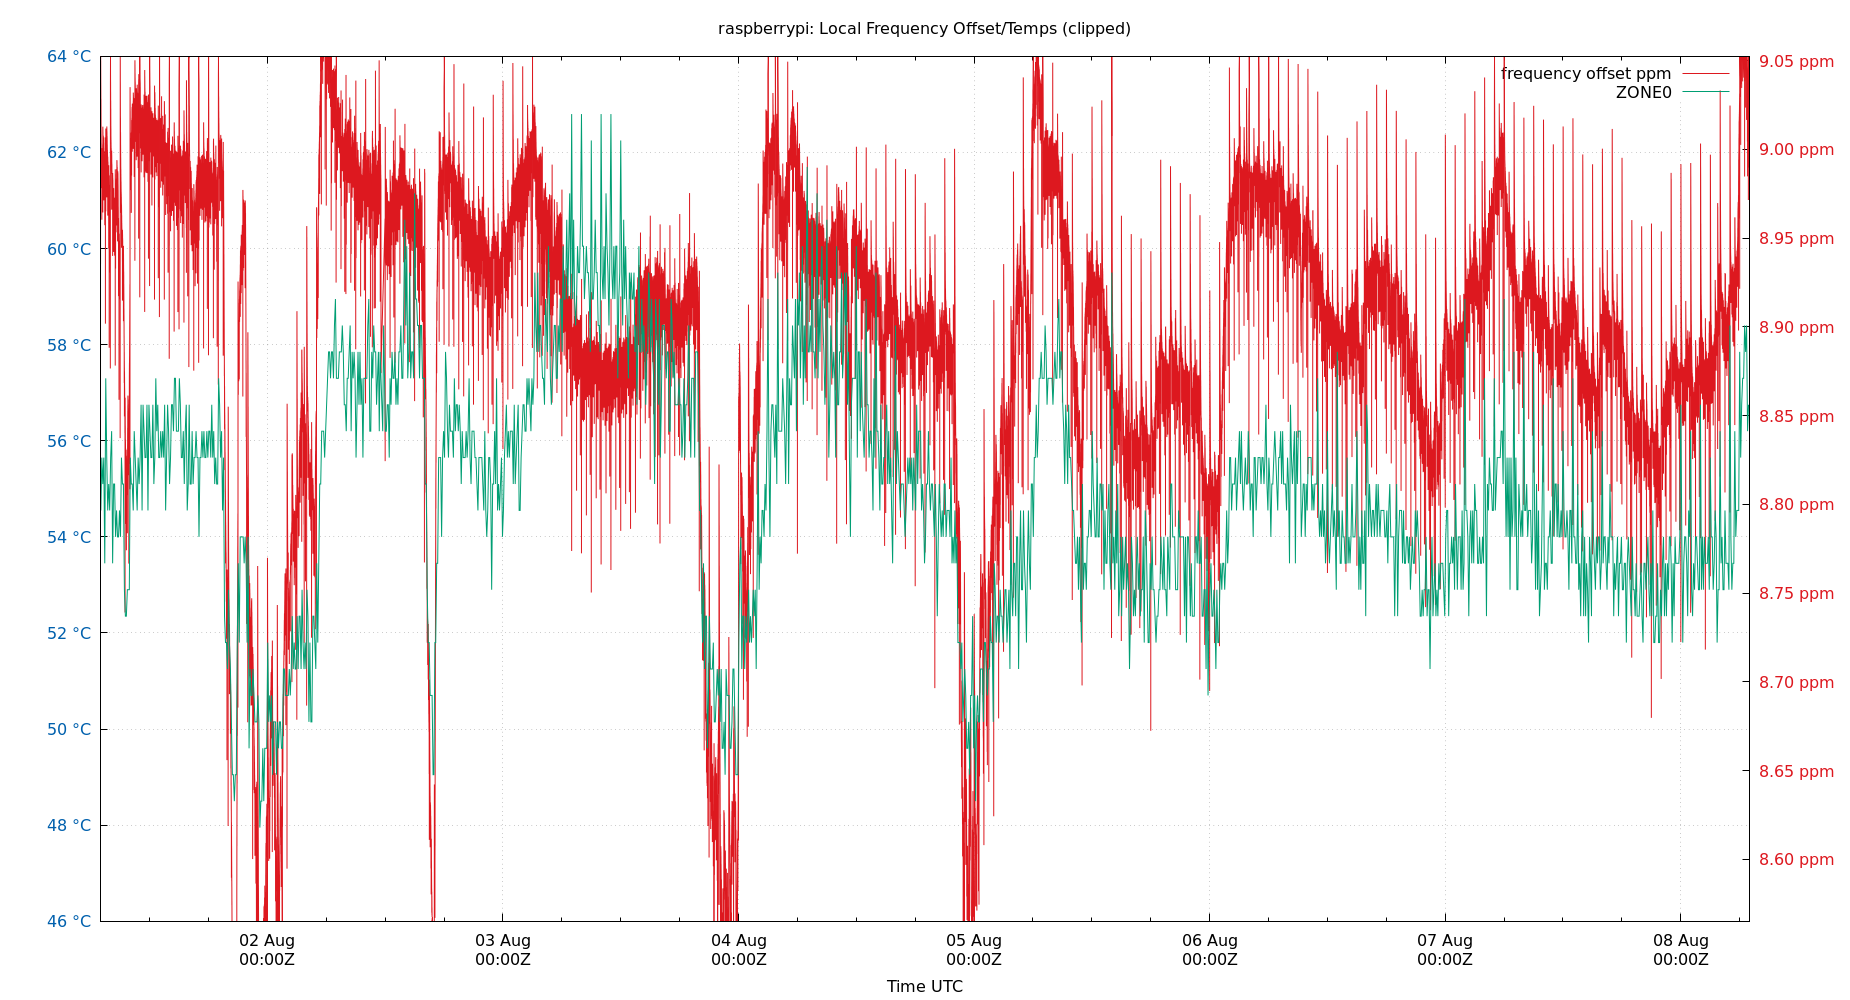 raspberrypi: Local Frequency Offset/Temps (clipped)
frequency offset ppm
ZONE0
64 °C
62 °C
60 °C
58 °C
56 °C
54 °C
52 °C
50 °C
48 °C
46 °C
9.05 ppm
9.00 ppm
8.95 ppm
8.90 ppm
8.85 ppm
8.80 ppm
8.75 ppm
8.70 ppm
8.65 ppm
8.60 ppm
02 Aug 03 Aug 04 Aug 05 Aug 06 Aug 07 Aug 08 Aug
00:00Z 00:00Z 00:00Z 00:00Z 00:00Z 00:00Z 00:00Z
Time UTC